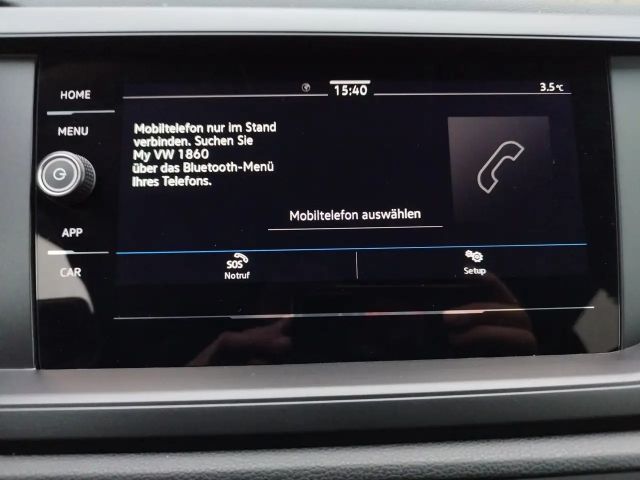 HOME
MENU
APP
CAR
15:40
3.5°C
Mobiltelefon nur im Stand
verbinden. Suchen Sie
My VW 1860
über das Bluetooth-Menü
Ihres Telefons.
Mobiltelefon auswählen
SOS
Notruf
Setup